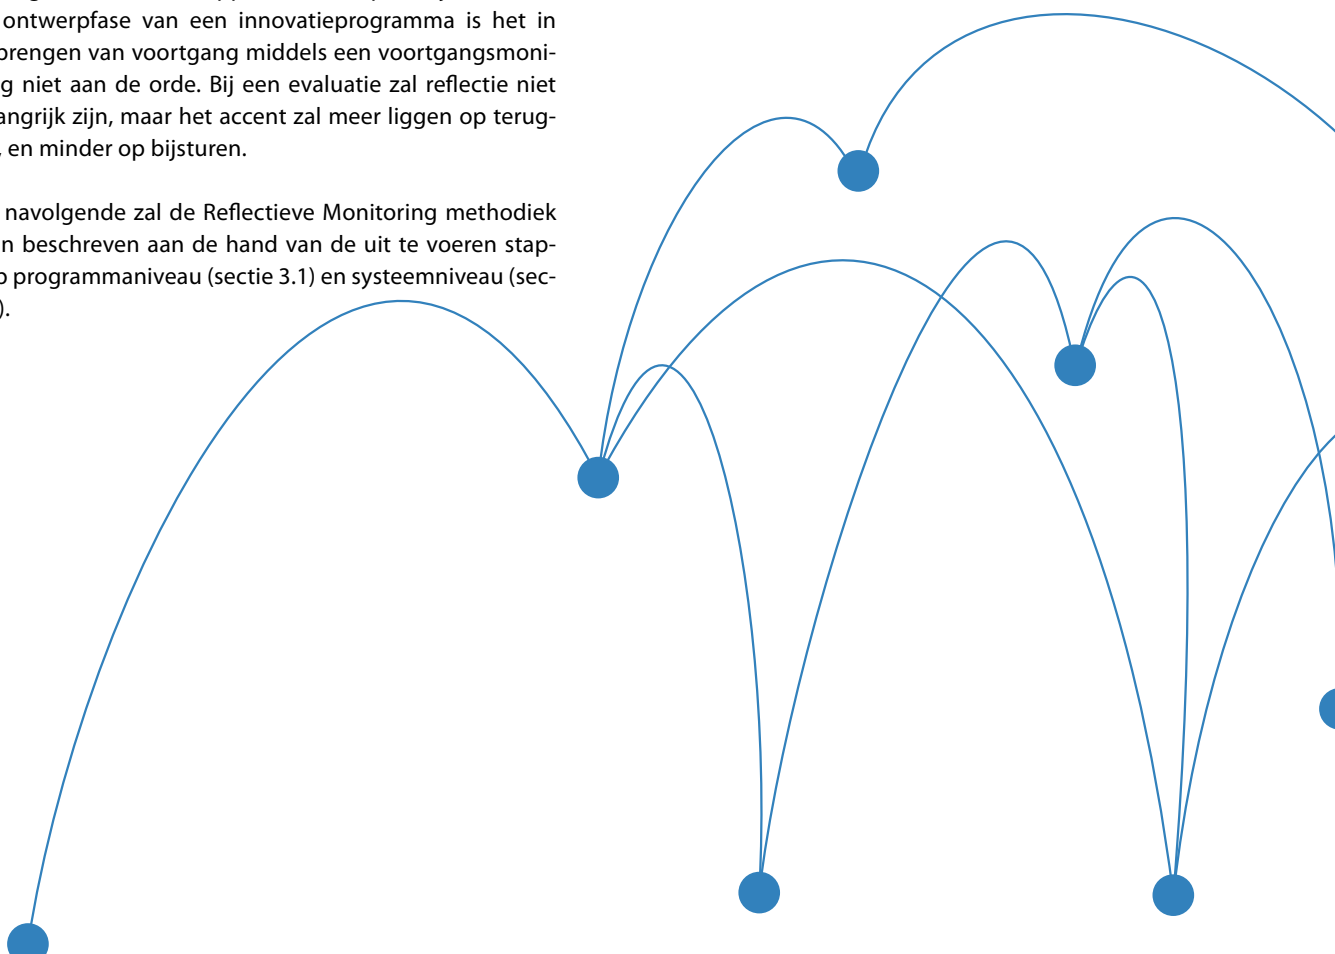 ontwerpfase van een innovatieprogramma is het in
brengen van voortgang middels een voortgangsmoni-
g niet aan de orde. Bij een evaluatie zal reflectie niet
angrijk zijn, maar het accent zal meer liggen op terug-
, en minder op bijsturen.
navolgende zal de Reflectieve Monitoring methodiek
n beschreven aan de hand van de uit te voeren stap-
p programmaniveau (sectie 3.1) en systeemniveau (sec-
).